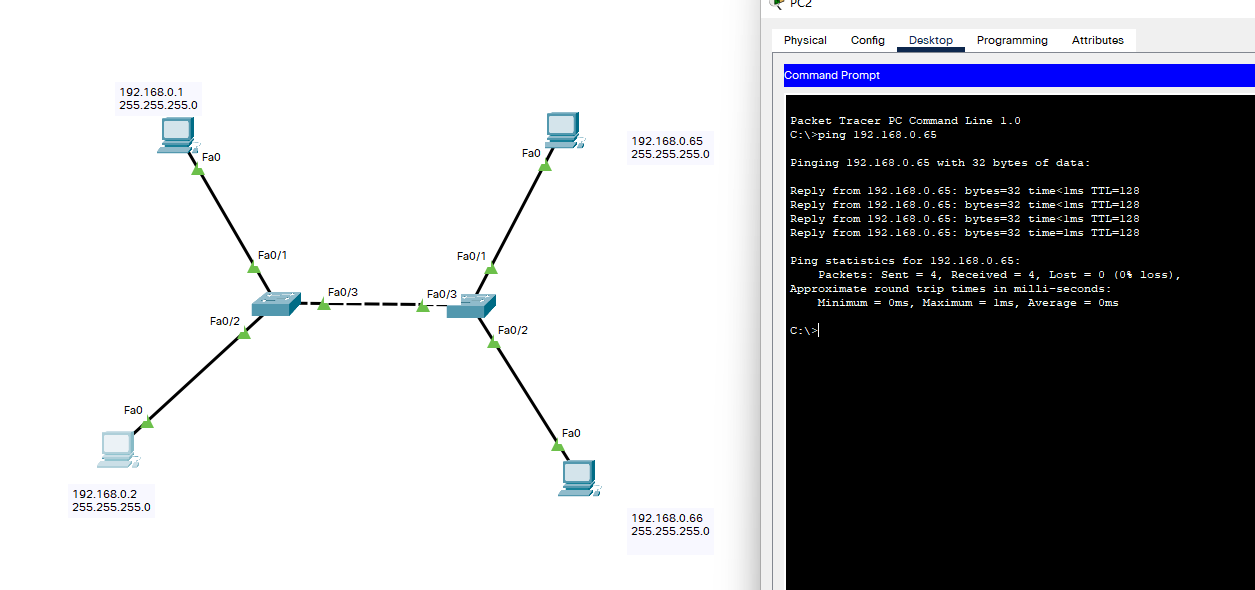 192.168.0.1
255.255.255.0
Fa0
Fa0/1
Fa0/2
Fa0/3
Fa0
192.168.0.2
255.255.255.0
Fa0
192.168.0.65
255.255.255.0
Fa0/1
Fa0/3
Fa0/2
Fa0
192.168.0.66
255.255.255.0
PC2
Physical Config Desktop Programming Attributes
Command Prompt
Packet Tracer PC Command Line 1.0
C:\>ping 192.168.0.65
Pinging 192.168.0.65 with 32 bytes of data:
Reply from 192.168.0.65: bytes=32 time<1ms TTL=128
Reply from 192.168.0.65: bytes=32 time<1ms TTL=128
Reply from 192.168.0.65: bytes=32 time<1ms TTL=128
Reply from 192.168.0.65: bytes=32 time=1ms TTL=128
Ping statistics for 192.168.0.65:
Packets: Sent = 4, Received = 4, Lost = 0 (0% loss),
Approximate round trip times in milli-seconds:
Minimum = 0ms, Maximum = 1ms, Average = 0ms
C:\>